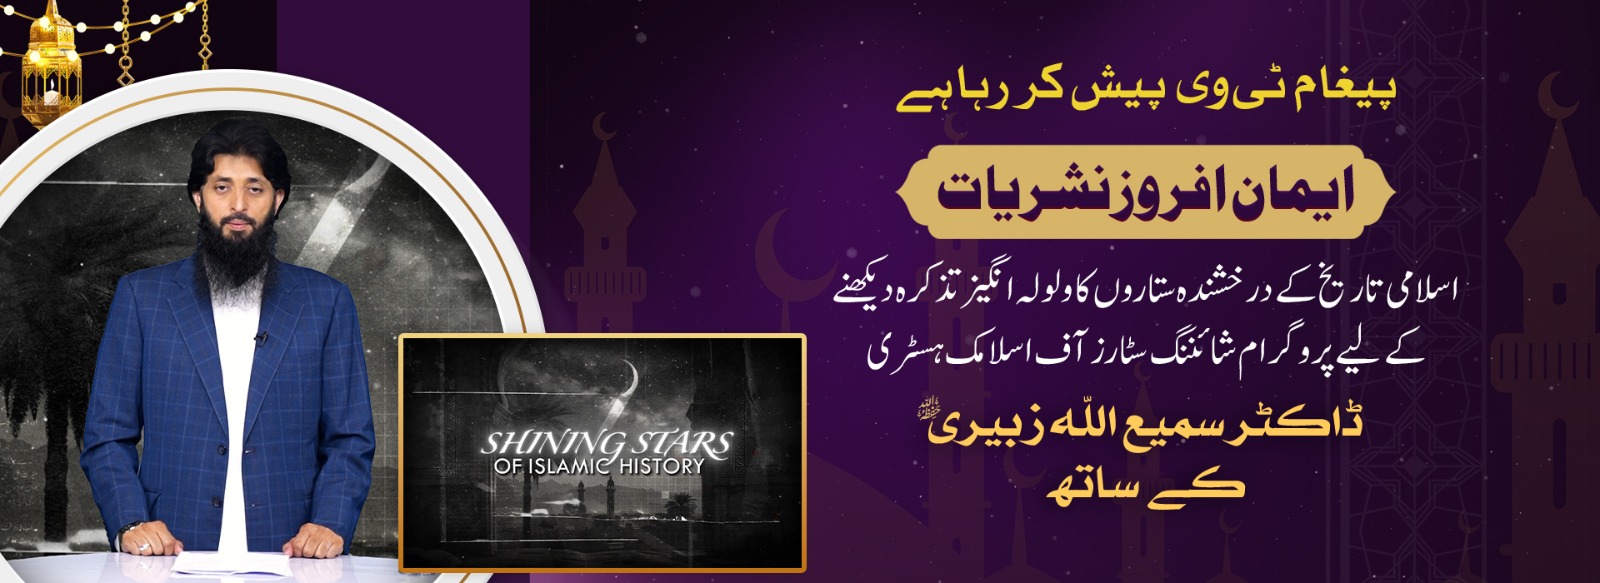 پیغام ٹی وی پیش کر رہا ہے
ایمان افروز نشریات
اسلامی تاریخ کے درخشندہ ستاروں کا ولولہ انگیز تذکرہ دیکھنے
کے لیے پروگرام شائننگ سٹارز آف اسلامک ہسٹری
ڈاکٹر سمیع اللہ زبیری حفظہ اللہ
کے ساتھ
SHINING STARS
OF ISLAMIC HISTORY